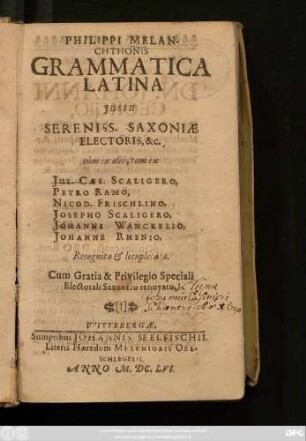 PHILIPPI MELAN-
CHTHONIS
GRAMMATICA
LATINA
Jussu
SERENISS. SAXONIÆ
ELECTORIS, &c.
cùm ex aliis, tum ex
JUL. CÆS. SCALIGERO,
PETRO RAMO,
NICOD. FRISCHLINO,
JOSEPHO SCALIGERO,
JOHANNE WANCKELIO,
JOHANNE RHENIO,
Recognita & locupletata.
Cum Gratia & Privilegio Speciali
Electorali Saxonico renovato.
WITTEBERGÆ,
Sumptibus JOHANNIS SEELFISCHII.
Literis Hæredum MELCHIORIS OEL-
SCHLEGELII,
ANNO M. DC. LVI.